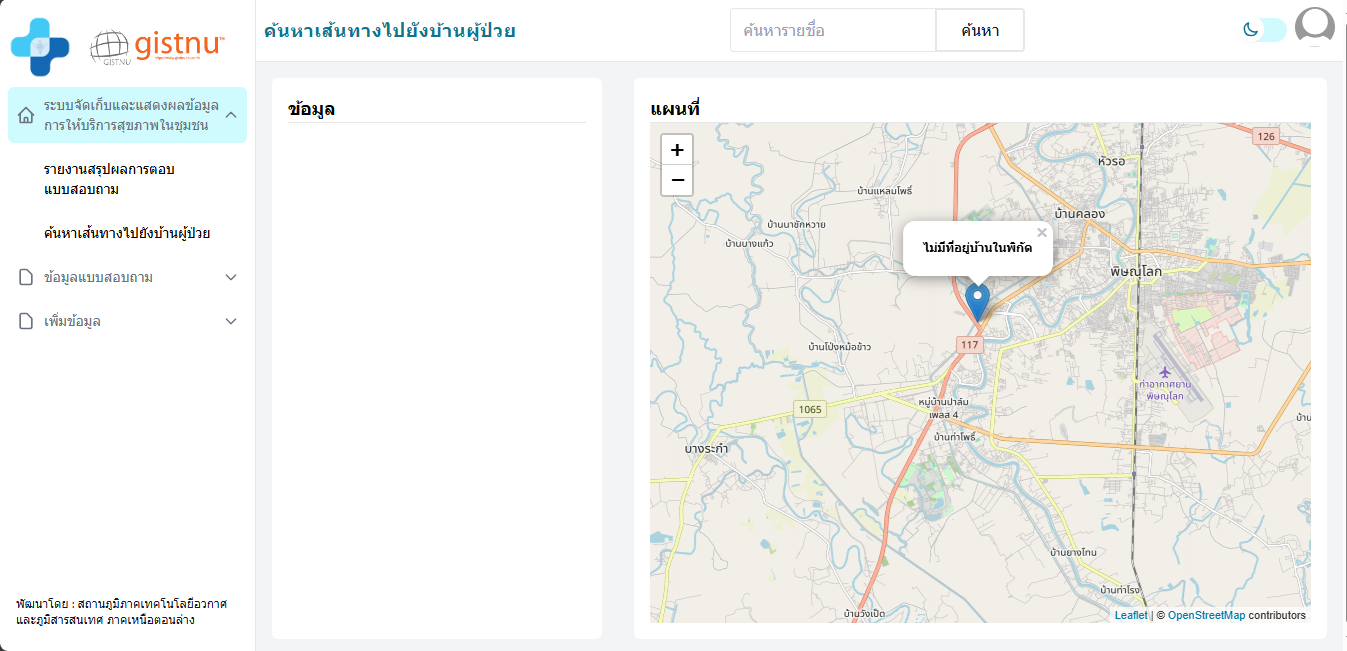 gistnu
GISTNU
ระบบจัดเก็บและแสดงผลข้อมูล
การให้บริการสุขภาพในชุมชน
รายงานสรุปผลการตอบ
แบบสอบถาม
ค้นหาเส้นทางไปยังบ้านผู้ป่วย
ข้อมูลแบบสอบถาม
เพิ่มข้อมูล
พัฒนาโดย : สถานภูมิภาคเทคโนโลยีอวกาศ
และภูมิสารสนเทศ ภาคเหนือตอนล่าง
ค้นหาเส้นทางไปยังบ้านผู้ป่วย
ค้นหารายชื่อ
ค้นหา
ข้อมูล
แผนที่
+
−
126
หัวรอ
บ้านแหลมโพธิ์
บ้านคลอง
บ้านนาขักหวาย
บ้านบางแก้ว
ไม่มีที่อยู่บ้านในพิกัด
×
พิษณุโลก
117
บ้านโป่งหม้อข้าว
ท่าอากาศยาน
พิษณุโลก
หมู่บ้านปาล์ม
เพลส 4
1065
บ้าน
บ้านท่าโพธิ์
บางระกำ
บ้านยางโทน
บ้านท่าโรง
บ้านวังเป็ด
Leaflet | © OpenStreetMap contributors